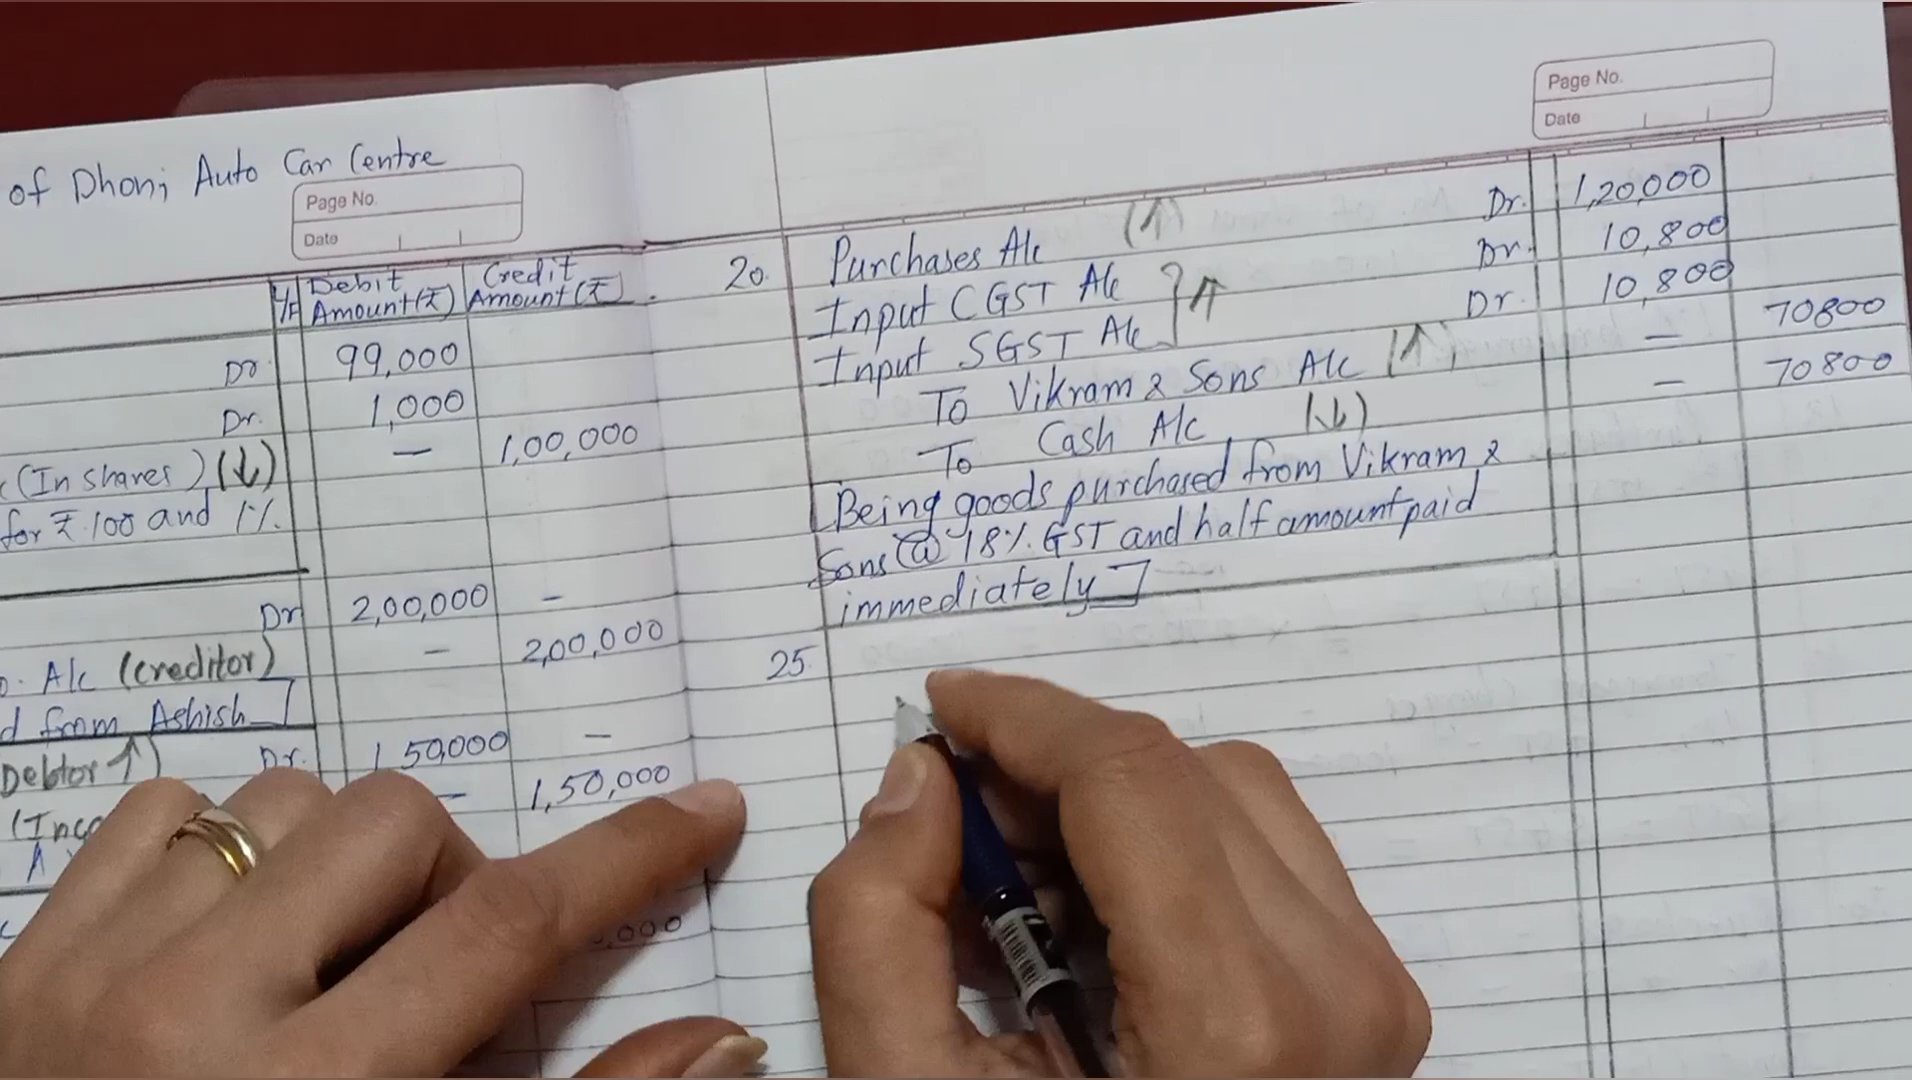 of Dhoni Auto Car Centre
Page No.
Date
L/F Debit Amount(₹) Credit Amount(₹)
Dr. 99,000
Dr. 1,000
(In shares) (↓) — 1,00,000
for ₹.100 and 1%.
Dr 2,00,000 —
A/c (creditor) — 2,00,000
d from Ashish]
Debtor ↑) Dr. 1,50,000 —
— 1,50,000
,000
Page No.
Date
20. Purchases A/c (↑) Dr. 1,20,000
Input CGST A/c Dr. 10,800
Input SGST A/c ↑ Dr. 10,800
To Vikram & Sons A/c (↑) — 70800
To Cash A/c (↓) — 70800
[Being goods purchased from Vikram &
Sons @ 18%. GST and half amount paid
immediately]
25.